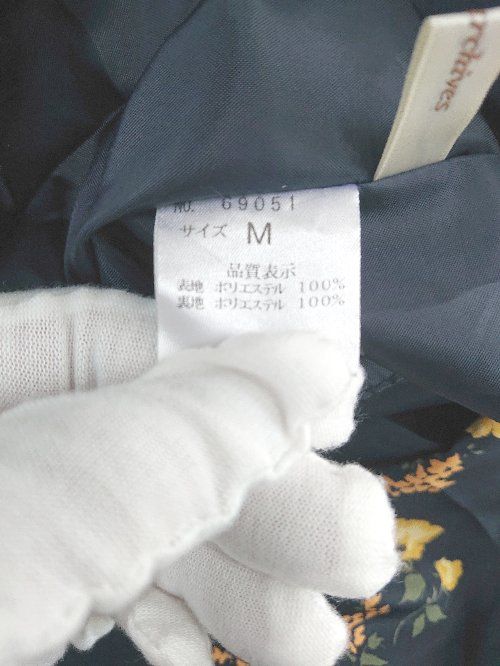 archives
NO. 69051
サイズ M
品質表示
表地 ポリエステル 100%
裏地 ポリエステル 100%